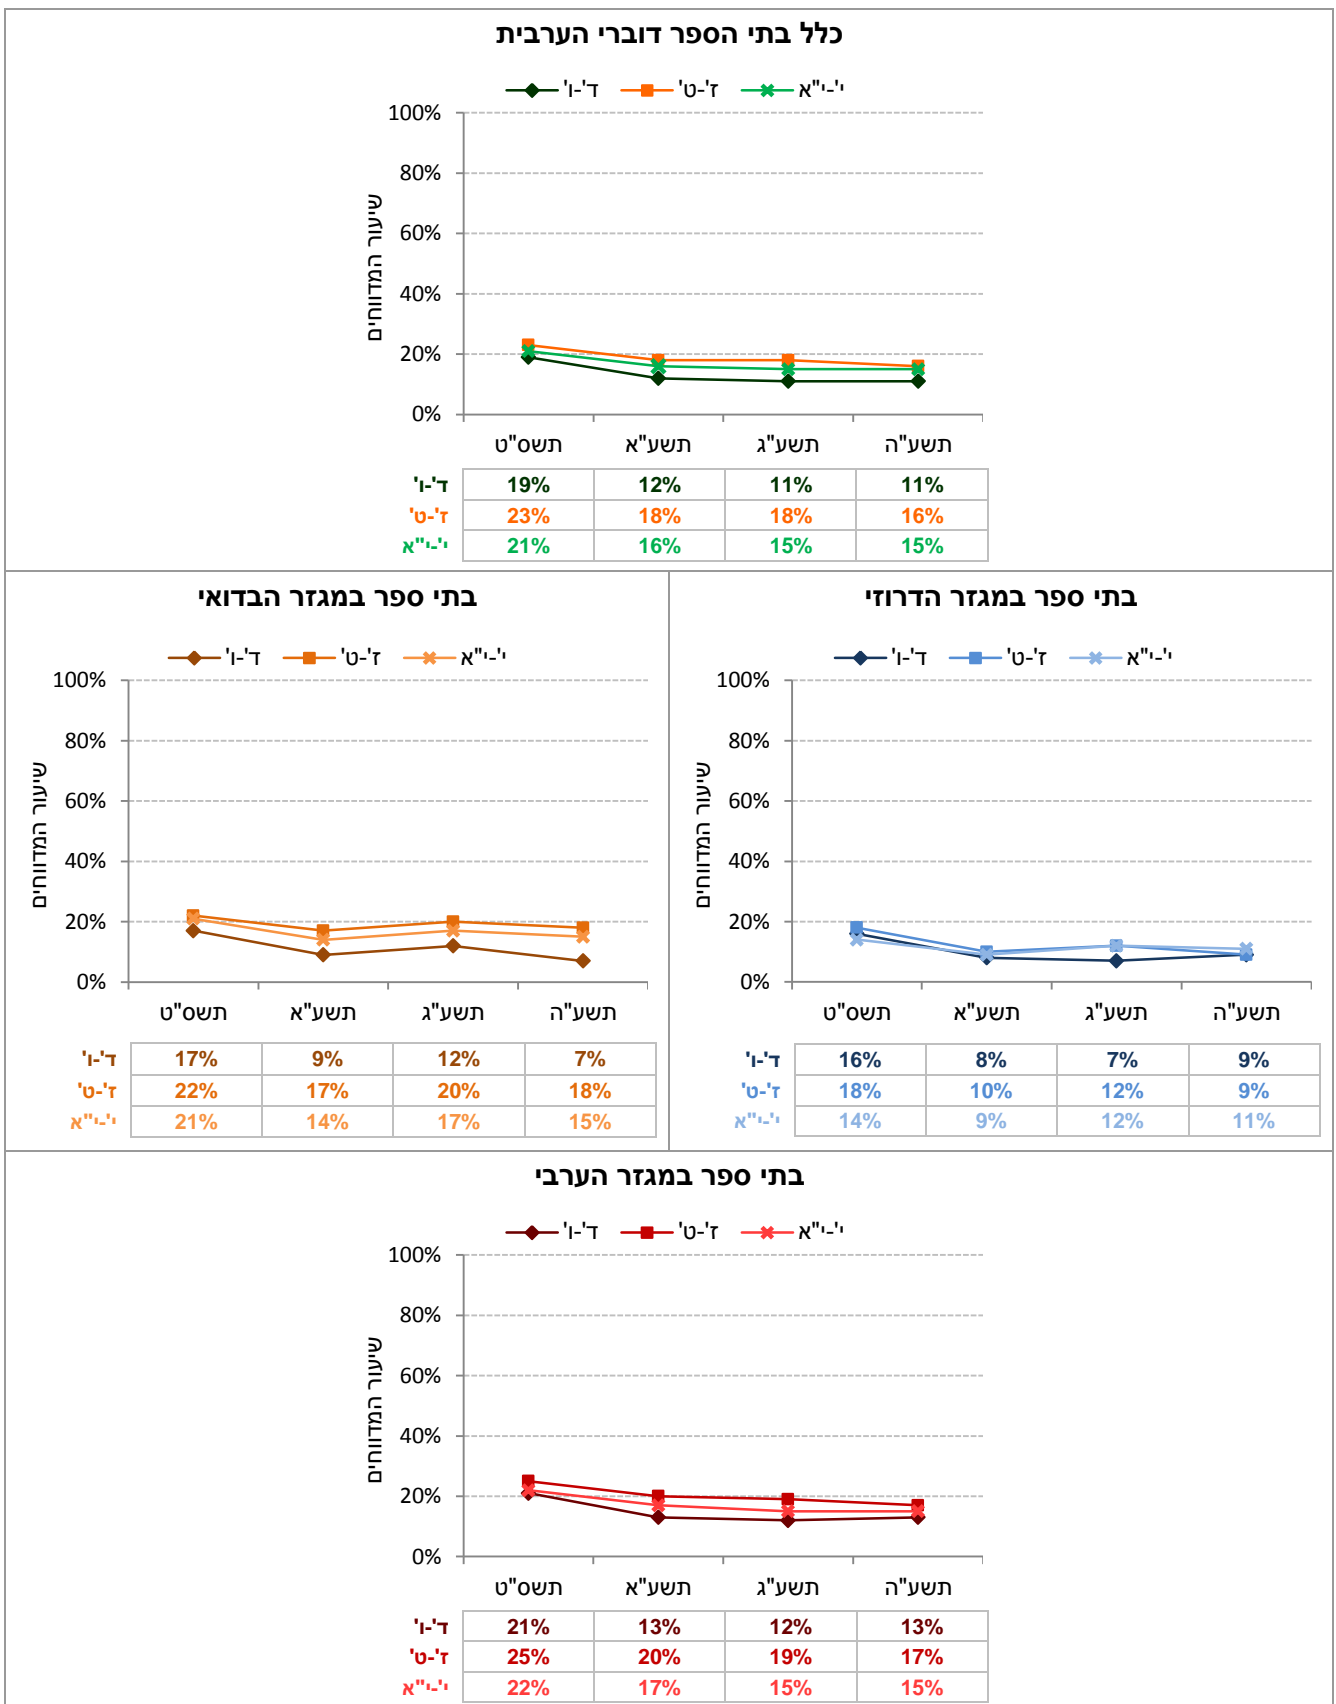 כלל בתי הספר דוברי הערבית
ד'-ו' ז'-ט' י'-י"א
שיעור המדווחים
100%
80%
60%
40%
20%
0%
תשס"ט תשע"א תשע"ג תשע"ה
ד'-ו' 19% 12% 11% 11%
ז'-ט' 23% 18% 18% 16%
י'-י"א 21% 16% 15% 15%
בתי ספר במגזר הבדואי
ד'-ו' ז'-ט' י'-י"א
שיעור המדווחים
100%
80%
60%
40%
20%
0%
תשס"ט תשע"א תשע"ג תשע"ה
ד'-ו' 17% 9% 12% 7%
ז'-ט' 22% 17% 20% 18%
י'-י"א 21% 14% 17% 15%
בתי ספר במגזר הדרוזי
ד'-ו' ז'-ט' י'-י"א
שיעור המדווחים
100%
80%
60%
40%
20%
0%
תשס"ט תשע"א תשע"ג תשע"ה
ד'-ו' 16% 8% 7% 9%
ז'-ט' 18% 10% 12% 9%
י'-י"א 14% 9% 12% 11%
בתי ספר במגזר הערבי
ד'-ו' ז'-ט' י'-י"א
שיעור המדווחים
100%
80%
60%
40%
20%
0%
תשס"ט תשע"א תשע"ג תשע"ה
ד'-ו' 21% 13% 12% 13%
ז'-ט' 25% 20% 19% 17%
י'-י"א 22% 17% 15% 15%